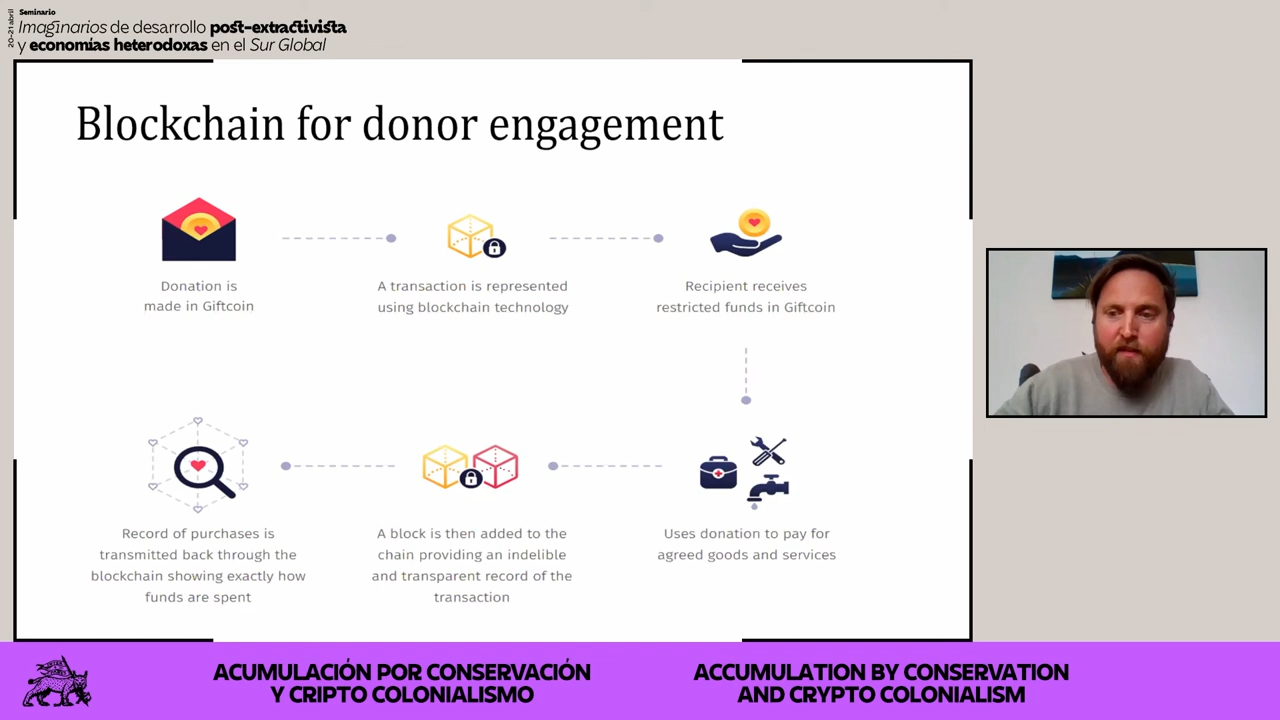 20–21 abril
Seminario
Imaginarios de desarrollo post-extractivista
y economías heterodoxas en el Sur Global
Blockchain for donor engagement
Donation is
made in Giftcoin
A transaction is represented
using blockchain technology
Recipient receives
restricted funds in Giftcoin
Uses donation to pay for
agreed goods and services
A block is then added to the
chain providing an indelible
and transparent record of the
transaction
Record of purchases is
transmitted back through the
blockchain showing exactly how
funds are spent
ACUMULACIÓN POR CONSERVACIÓN
Y CRIPTO COLONIALISMO
ACCUMULATION BY CONSERVATION
AND CRYPTO COLONIALISM